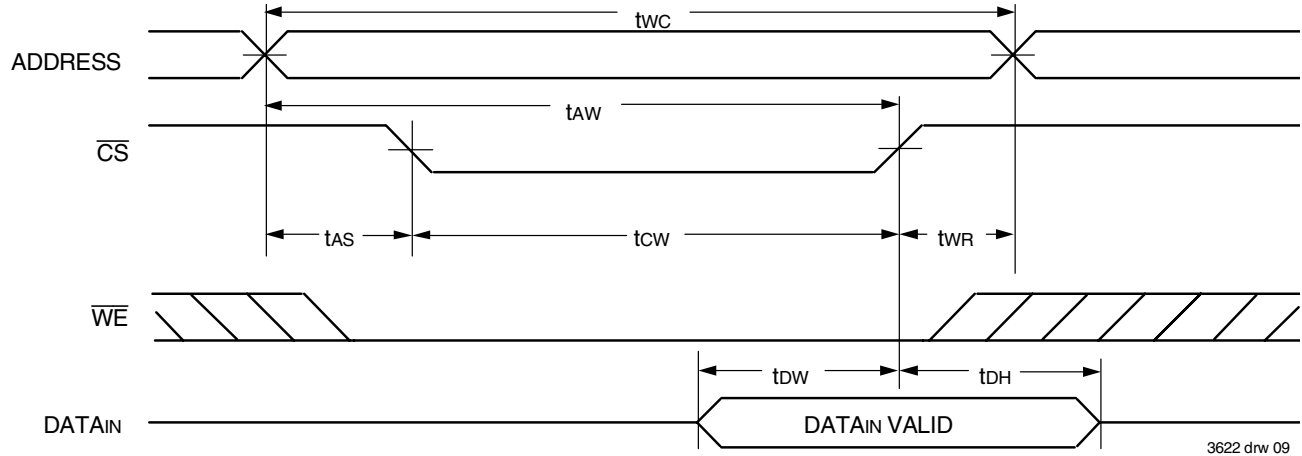 tWC
ADDRESS
tAW
CS
tAS
tCW
tWR
WE
tDW
tDH
DATAIN
DATAIN VALID
3622 drw 09